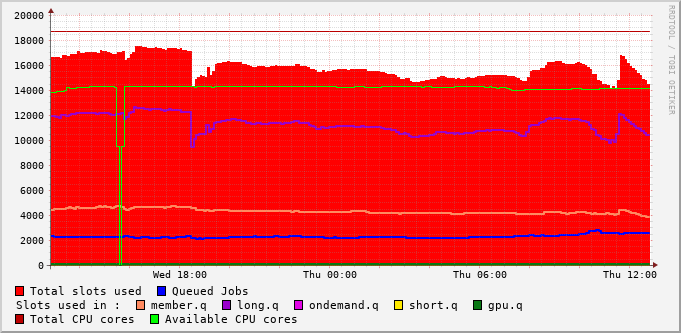 RRDTOOL / TOBI OETIKER
20000
18000
16000
14000
12000
10000
8000
6000
4000
2000
0
Wed 18:00 Thu 00:00 Thu 06:00 Thu 12:00
Total slots used Queued Jobs
Slots used in : member.q long.q ondemand.q short.q gpu.q
Total CPU cores Available CPU cores